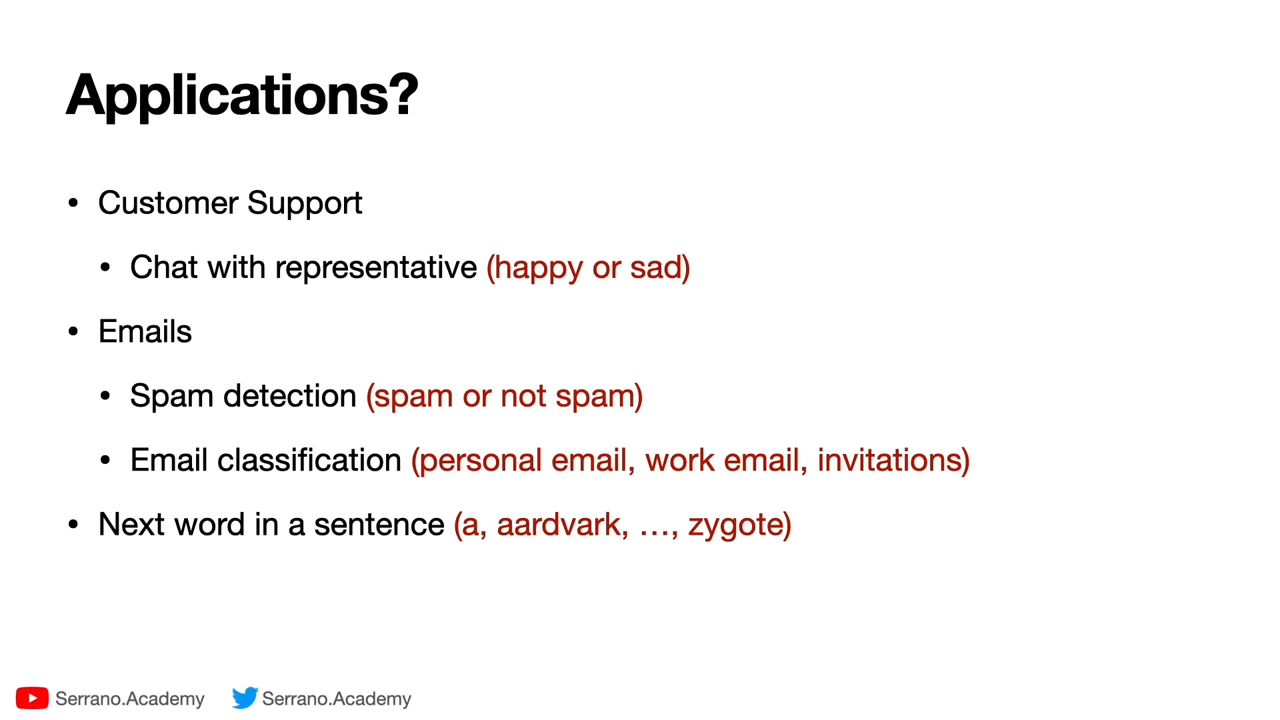 Applications?
• Customer Support
• Chat with representative (happy or sad)
• Emails
• Spam detection (spam or not spam)
• Email classification (personal email, work email, invitations)
• Next word in a sentence (a, aardvark, …, zygote)
Serrano.Academy Serrano.Academy